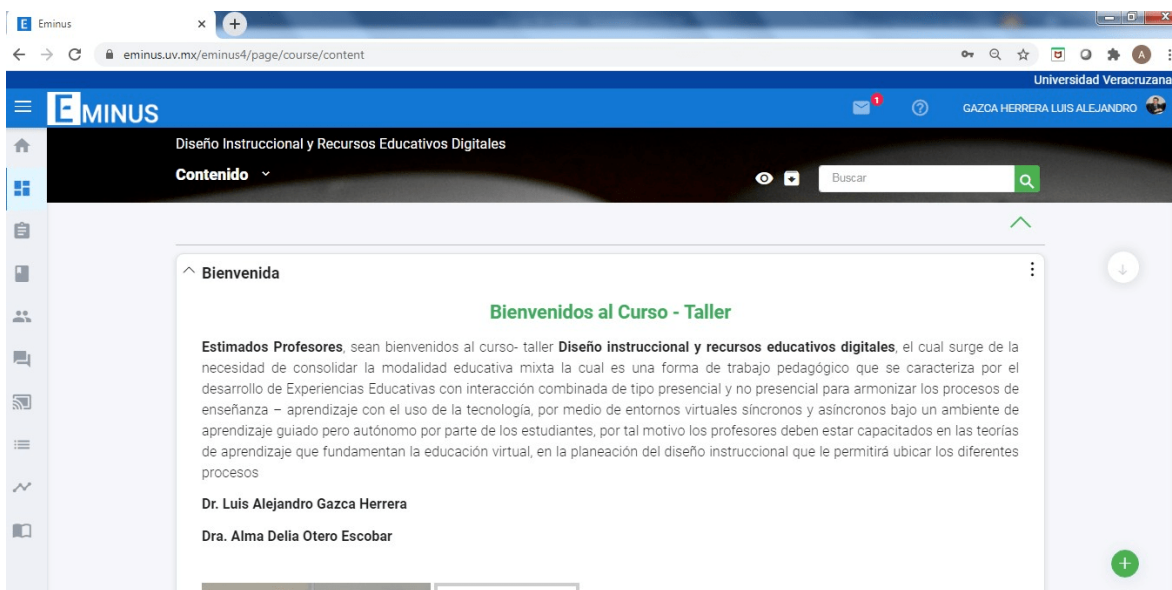 E Eminus
eminus.uv.mx/eminus4/page/course/content
A
Universidad Veracruzana
EMINUS
1
GAZCA HERRERA LUIS ALEJANDRO
Diseño Instruccional y Recursos Educativos Digitales
Contenido
Buscar
Bienvenida
Bienvenidos al Curso - Taller
Estimados Profesores, sean bienvenidos al curso- taller Diseño instruccional y recursos educativos digitales, el cual surge de la
necesidad de consolidar la modalidad educativa mixta la cual es una forma de trabajo pedagógico que se caracteriza por el
desarrollo de Experiencias Educativas con interacción combinada de tipo presencial y no presencial para armonizar los procesos de
enseñanza – aprendizaje con el uso de la tecnología, por medio de entornos virtuales síncronos y asíncronos bajo un ambiente de
aprendizaje guiado pero autónomo por parte de los estudiantes, por tal motivo los profesores deben estar capacitados en las teorías
de aprendizaje que fundamentan la educación virtual, en la planeación del diseño instruccional que le permitirá ubicar los diferentes
procesos
Dr. Luis Alejandro Gazca Herrera
Dra. Alma Delia Otero Escobar